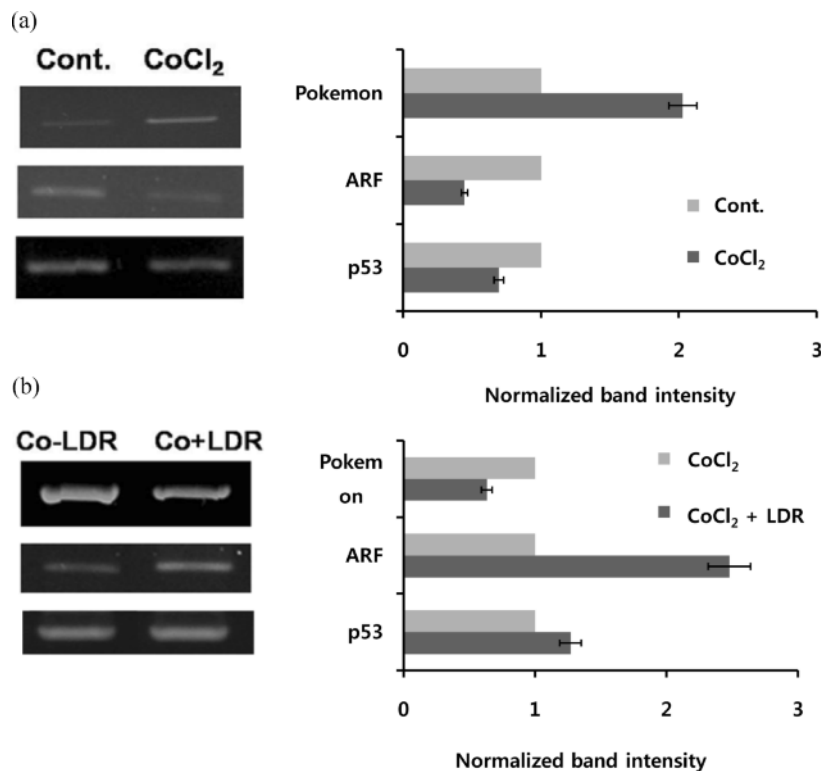 (a)
Cont. CoCl₂
Pokemon
ARF
p53
Cont.
CoCl₂
0 1 2 3
Normalized band intensity
(b)
Co-LDR Co+LDR
Pokem
on
ARF
p53
CoCl₂
CoCl₂ + LDR
0 1 2 3
Normalized band intensity